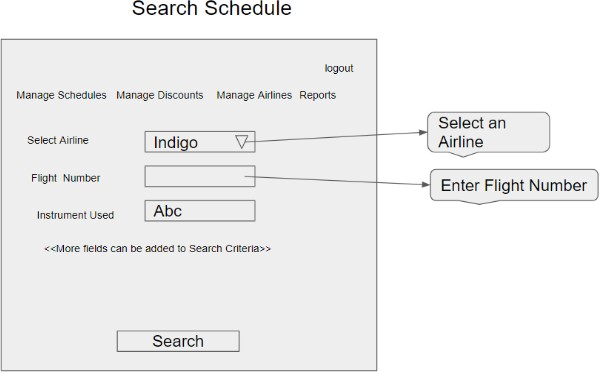 Search Schedule
logout
Manage Schedules Manage Discounts Manage Airlines Reports
Select Airline Indigo
Select an
Airline
Flight Number
Enter Flight Number
Instrument Used Abc
<<More fields can be added to Search Criteria>>
Search